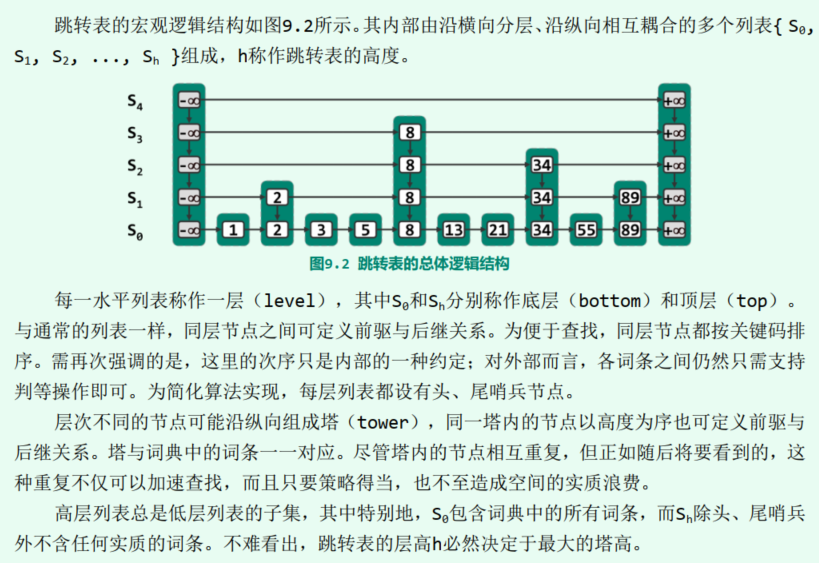 跳转表的宏观逻辑结构如图9.2所示。其内部由沿横向分层、沿纵向相互耦合的多个列表{ S₀,
S₁, S₂, ..., Sₕ }组成，h称作跳转表的高度。
S₄ -∞ +∞
S₃ -∞ 8 +∞
S₂ -∞ 8 34 +∞
S₁ -∞ 2 8 34 89 +∞
S₀ -∞ 1 2 3 5 8 13 21 34 55 89 +∞
图9.2 跳转表的总体逻辑结构
每一水平列表称作一层（level），其中S₀和Sₕ分别称作底层（bottom）和顶层（top）。
与通常的列表一样，同层节点之间可定义前驱与后继关系。为便于查找，同层节点都按关键码排
序。需再次强调的是，这里的次序只是内部的一种约定；对外部而言，各词条之间仍然只需支持
判等操作即可。为简化算法实现，每层列表都设有头、尾哨兵节点。
层次不同的节点可能沿纵向组成塔（tower），同一塔内的节点以高度为序也可定义前驱与
后继关系。塔与词典中的词条一一对应。尽管塔内的节点相互重复，但正如随后将要看到的，这
种重复不仅可以加速查找，而且只要策略得当，也不至造成空间的实质浪费。
高层列表总是低层列表的子集，其中特别地，S₀包含词典中的所有词条，而Sₕ除头、尾哨兵
外不含任何实质的词条。不难看出，跳转表的层高h必然决定于最大的塔高。